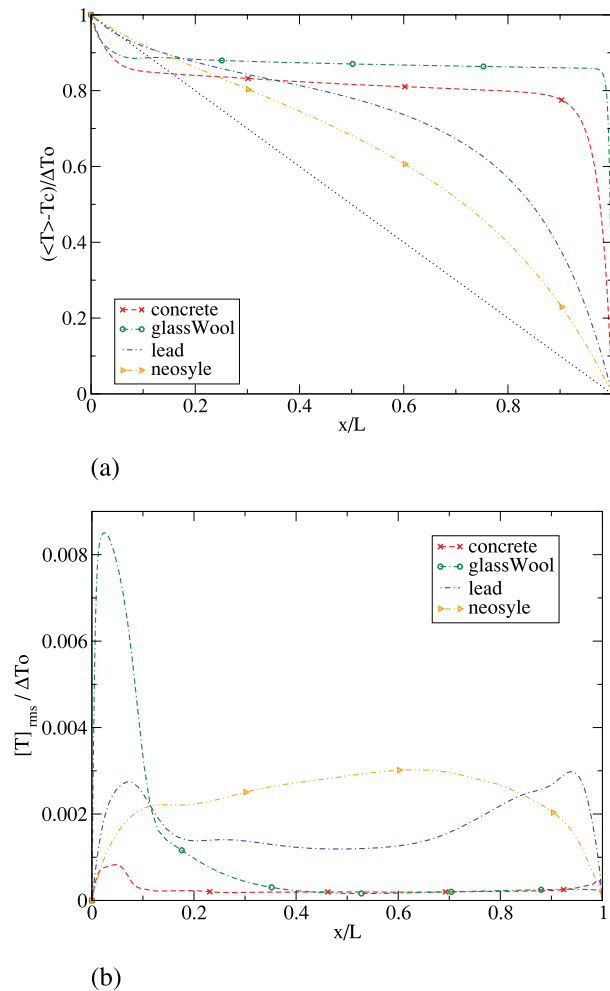 1
0.8
0.6
0.4
0.2
0
(<T>-Tc)/ΔTo
concrete
glassWool
lead
neosyle
0 0.2 0.4 0.6 0.8
x/L
(a)
0.008
0.006
0.004
0.002
0
[T]rms / ΔTo
concrete
glassWool
lead
neosyle
0 0.2 0.4 0.6 0.8 1
x/L
(b)